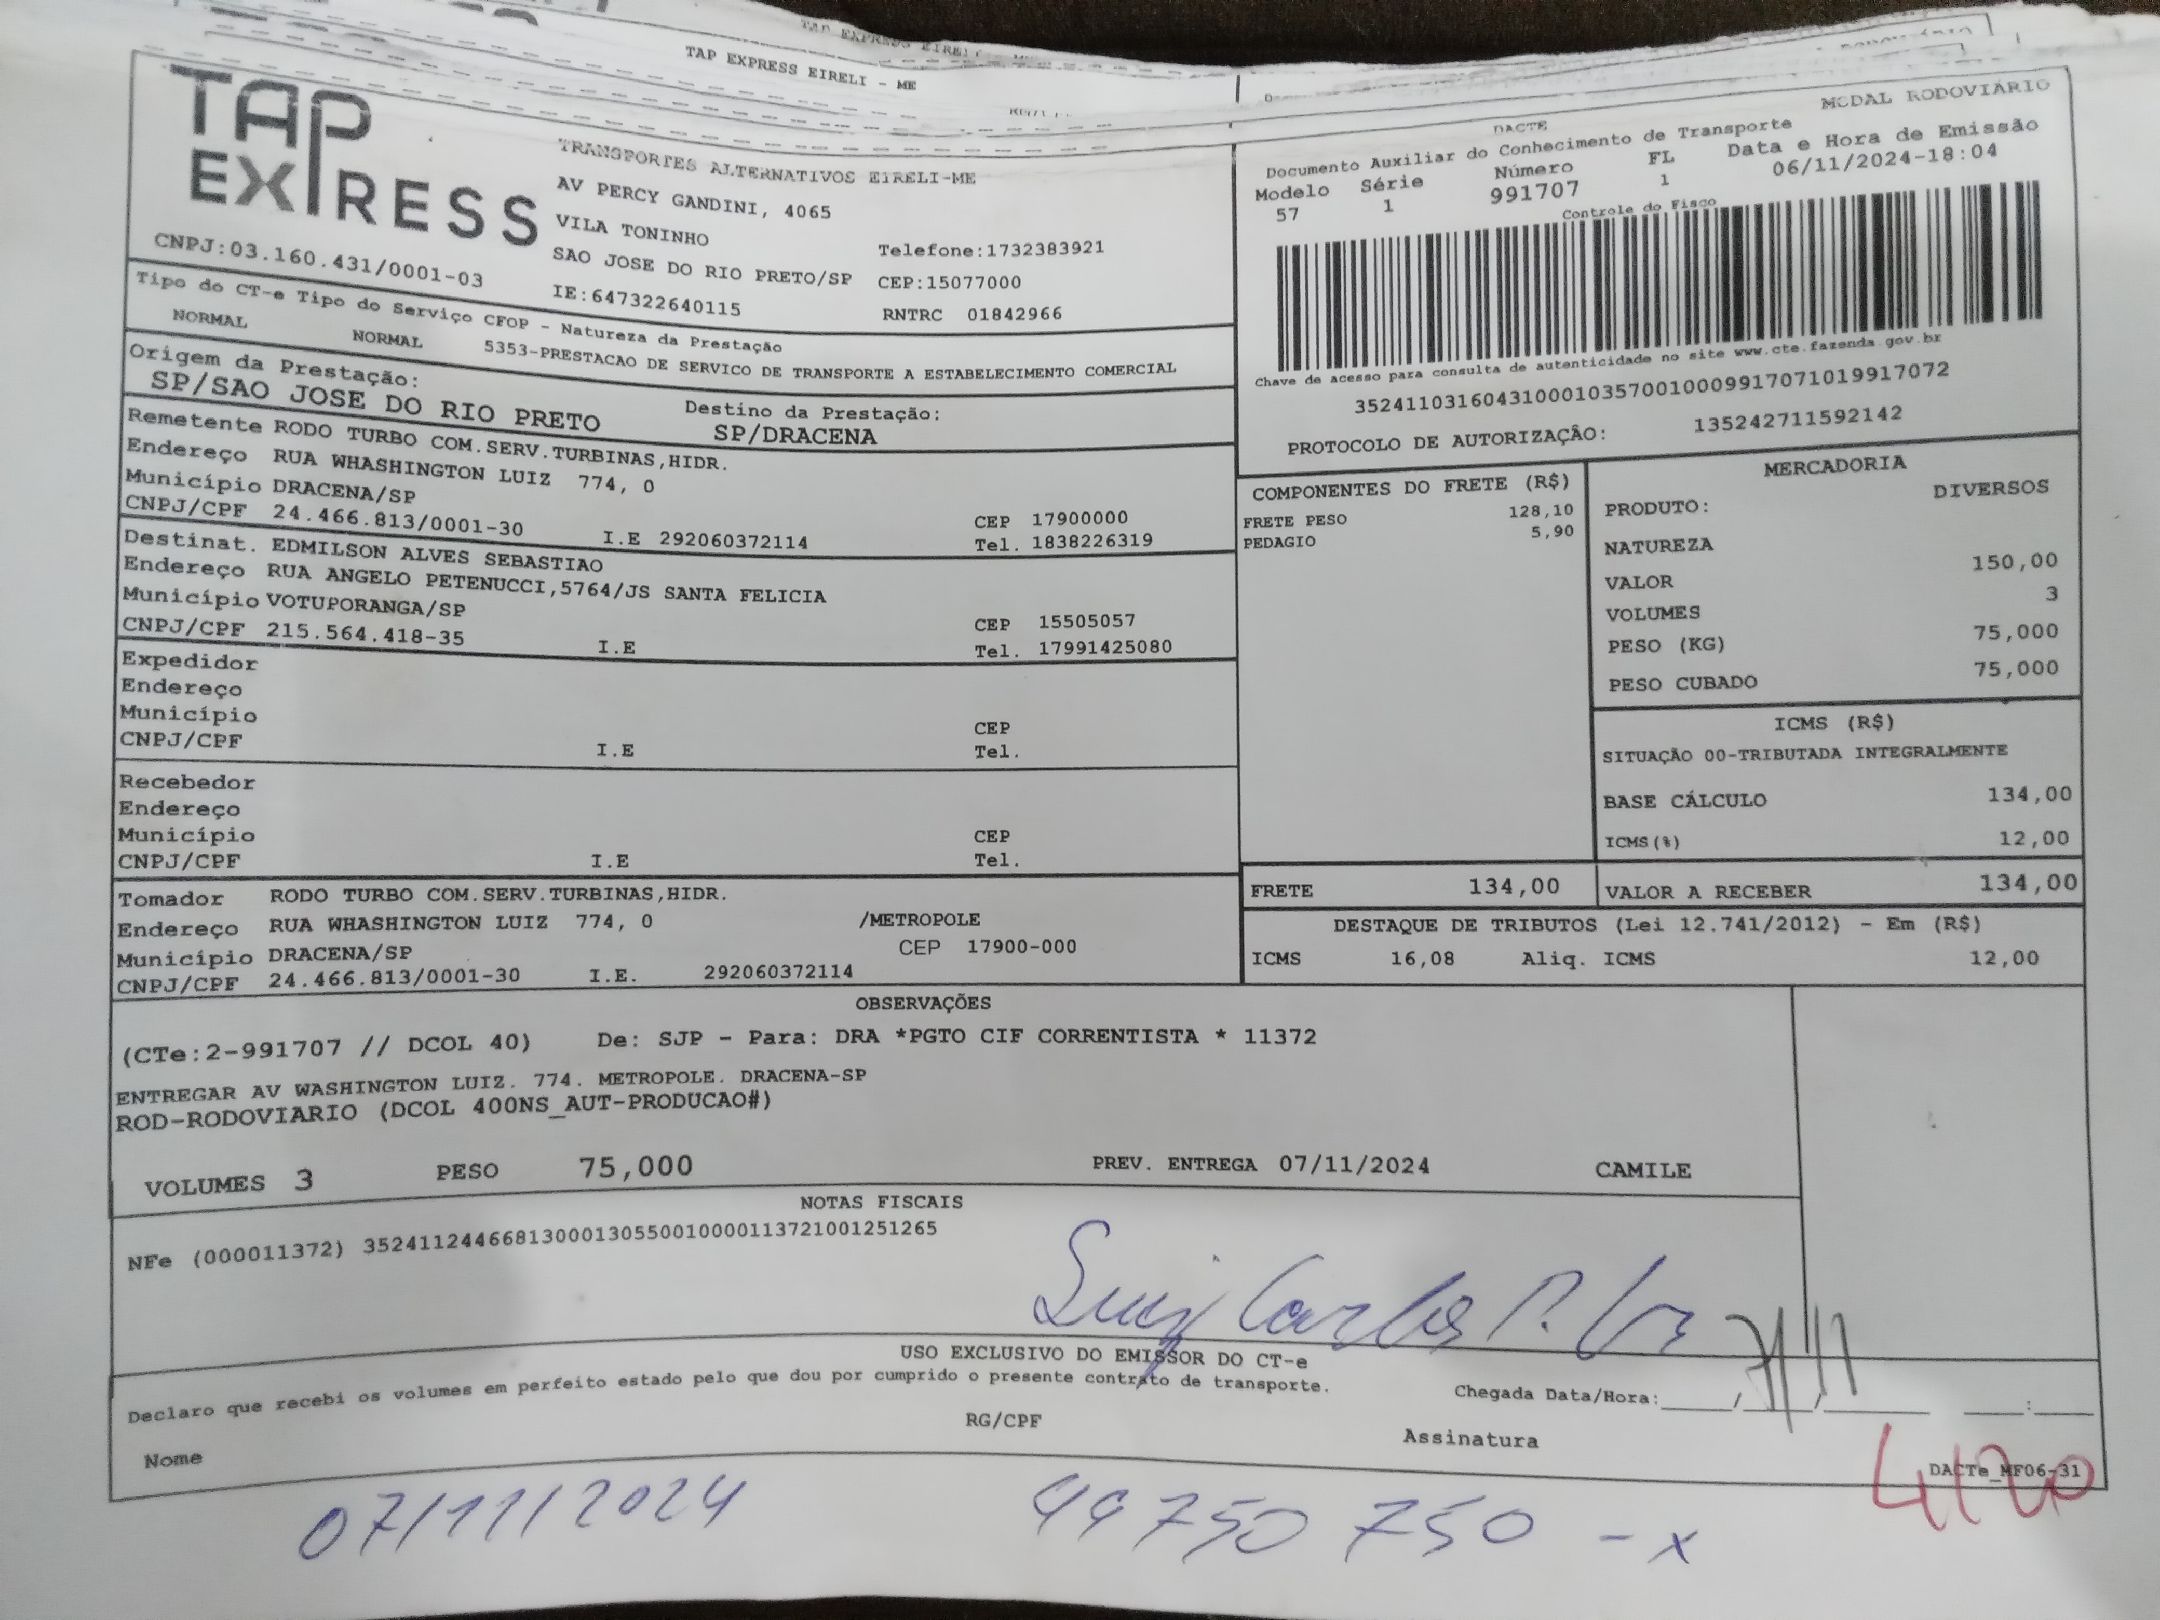 TAP EXPRESS EIRELI - ME
TAP EXPRESS
TRANSPORTES ALTERNATIVOS EIRELI-ME
AV PERCY GANDINI, 4065
VILA TONINHO
SAO JOSE DO RIO PRETO/SP
Telefone:1732383921
CEP:15077000
CNPJ:03.160.431/0001-03
IE:647322640115
RNTRC 01842966
MODAL RODOVIARIO
DACTE
Documento Auxiliar do Conhecimento de Transporte
Modelo Série Número FL Data e Hora de Emissão
57 1 991707 1 06/11/2024-18:04
Controle do Fisco
Chave de acesso para consulta de autenticidade no site www.cte.fazenda.gov.br
35241103160431000103570010009917071019917072
PROTOCOLO DE AUTORIZAÇÃO: 135242711592142
Tipo do CT-e Tipo do Serviço CFOP - Natureza da Prestação
NORMAL NORMAL 5353-PRESTACAO DE SERVICO DE TRANSPORTE A ESTABELECIMENTO COMERCIAL
Origem da Prestação: Destino da Prestação:
SP/SAO JOSE DO RIO PRETO SP/DRACENA
Remetente RODO TURBO COM.SERV.TURBINAS,HIDR.
Endereço RUA WHASHINGTON LUIZ 774, 0
Município DRACENA/SP CEP 17900000
CNPJ/CPF 24.466.813/0001-30 I.E 292060372114 Tel. 1838226319
Destinat. EDMILSON ALVES SEBASTIAO
Endereço RUA ANGELO PETENUCCI,5764/JS SANTA FELICIA
Município VOTUPORANGA/SP CEP 15505057
CNPJ/CPF 215.564.418-35 I.E Tel. 17991425080
Expedidor
Endereço
Município CEP
CNPJ/CPF I.E Tel.
Recebedor
Endereço
Município CEP
CNPJ/CPF I.E Tel.
Tomador RODO TURBO COM.SERV.TURBINAS,HIDR.
Endereço RUA WHASHINGTON LUIZ 774, 0 /METROPOLE
Município DRACENA/SP CEP 17900-000
CNPJ/CPF 24.466.813/0001-30 I.E. 292060372114
COMPONENTES DO FRETE (R$)
FRETE PESO 128,10
PEDAGIO 5,90
MERCADORIA
PRODUTO: DIVERSOS
NATUREZA
VALOR 150,00
VOLUMES 3
PESO (KG) 75,000
PESO CUBADO 75,000
ICMS (R$)
SITUAÇÃO 00-TRIBUTADA INTEGRALMENTE
BASE CÁLCULO 134,00
ICMS(%) 12,00
FRETE 134,00 VALOR A RECEBER 134,00
DESTAQUE DE TRIBUTOS (Lei 12.741/2012) - Em (R$)
ICMS 16,08 Aliq. ICMS 12,00
OBSERVAÇÕES
(CTe:2-991707 // DCOL 40) De: SJP - Para: DRA *PGTO CIF CORRENTISTA * 11372
ENTREGAR AV WASHINGTON LUIZ. 774. METROPOLE. DRACENA-SP
ROD-RODOVIARIO (DCOL 400NS_AUT-PRODUCAO#)
VOLUMES 3 PESO 75,000 PREV. ENTREGA 07/11/2024 CAMILE
NOTAS FISCAIS
NFe (000011372) 35241124466813000130550010000113721001251265
Luiz Carlos P.
7/11
USO EXCLUSIVO DO EMISSOR DO CT-e
Declaro que recebi os volumes em perfeito estado pelo que dou por cumprido o presente contrato de transporte.
Chegada Data/Hora:_____/_____/_____ ___:___
Nome RG/CPF Assinatura
DACTe_MF06-31
07/11/2024 49750 750 - x